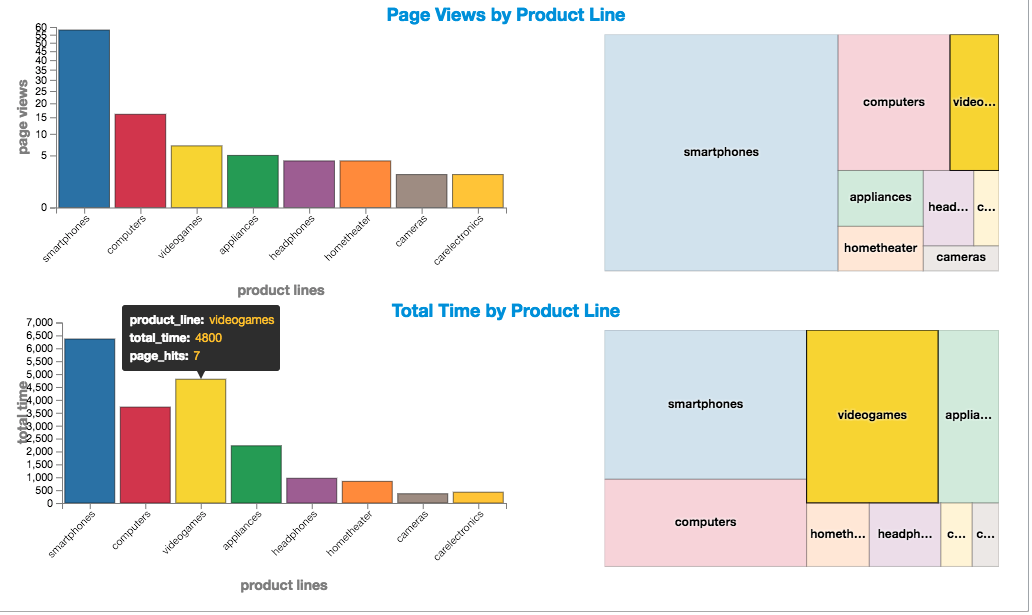 Page Views by Product Line
page views
60
55
50
45
40
35
30
25
20
15
10
5
0
smartphones
computers
videogames
appliances
headphones
hometheater
cameras
carelectronics
product lines
smartphones
computers
video...
appliances
head...
c...
hometheater
cameras
Total Time by Product Line
total time
7,000
6,500
6,000
5,500
5,000
4,500
4,000
3,500
3,000
2,500
2,000
1,500
1,000
500
0
product_line: videogames
total_time: 4800
page_hits: 7
smartphones
computers
videogames
appliances
headphones
hometheater
cameras
carelectronics
product lines
smartphones
videogames
applia...
computers
hometh...
headph...
c...
c...